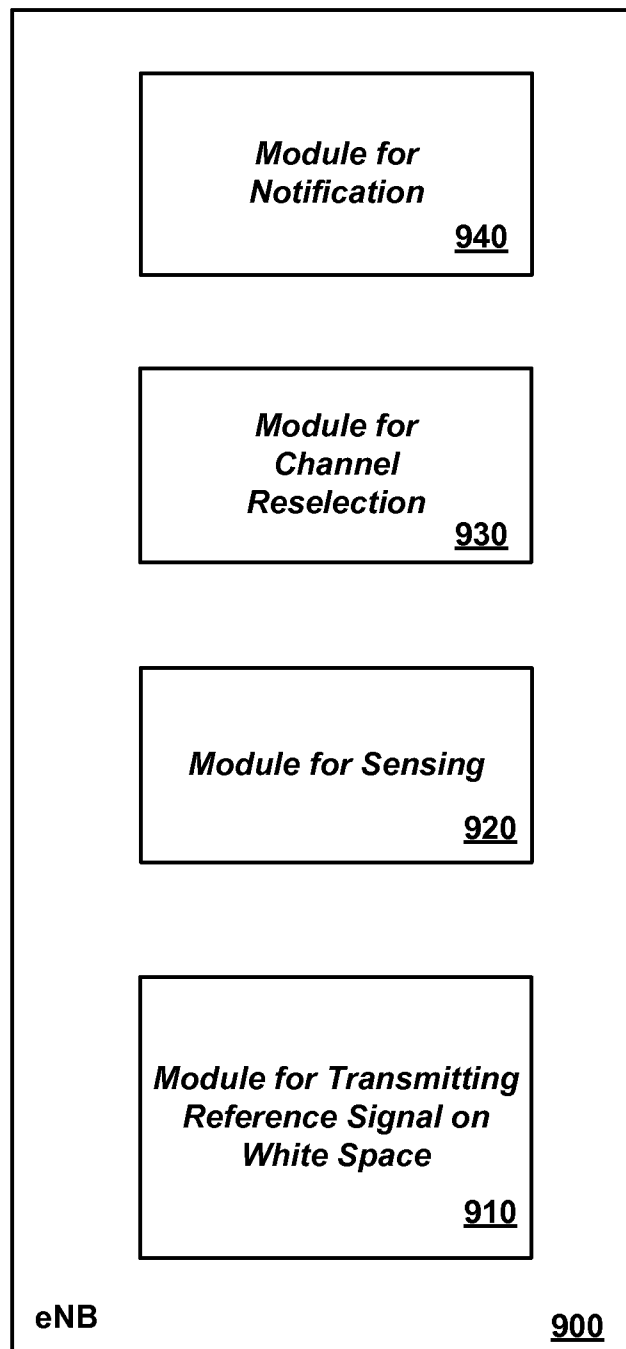 Module for
Notification
940
Module for
Channel
Reselection
930
Module for Sensing
920
Module for Transmitting
Reference Signal on
White Space
910
eNB
900